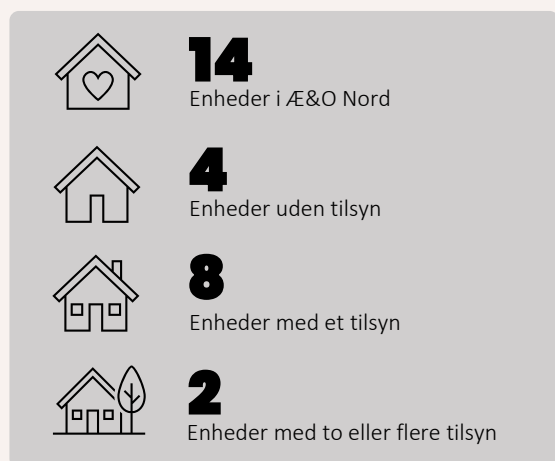 14
Enheder i Æ&O Nord
4
Enheder uden tilsyn
8
Enheder med et tilsyn
2
Enheder med to eller flere tilsyn